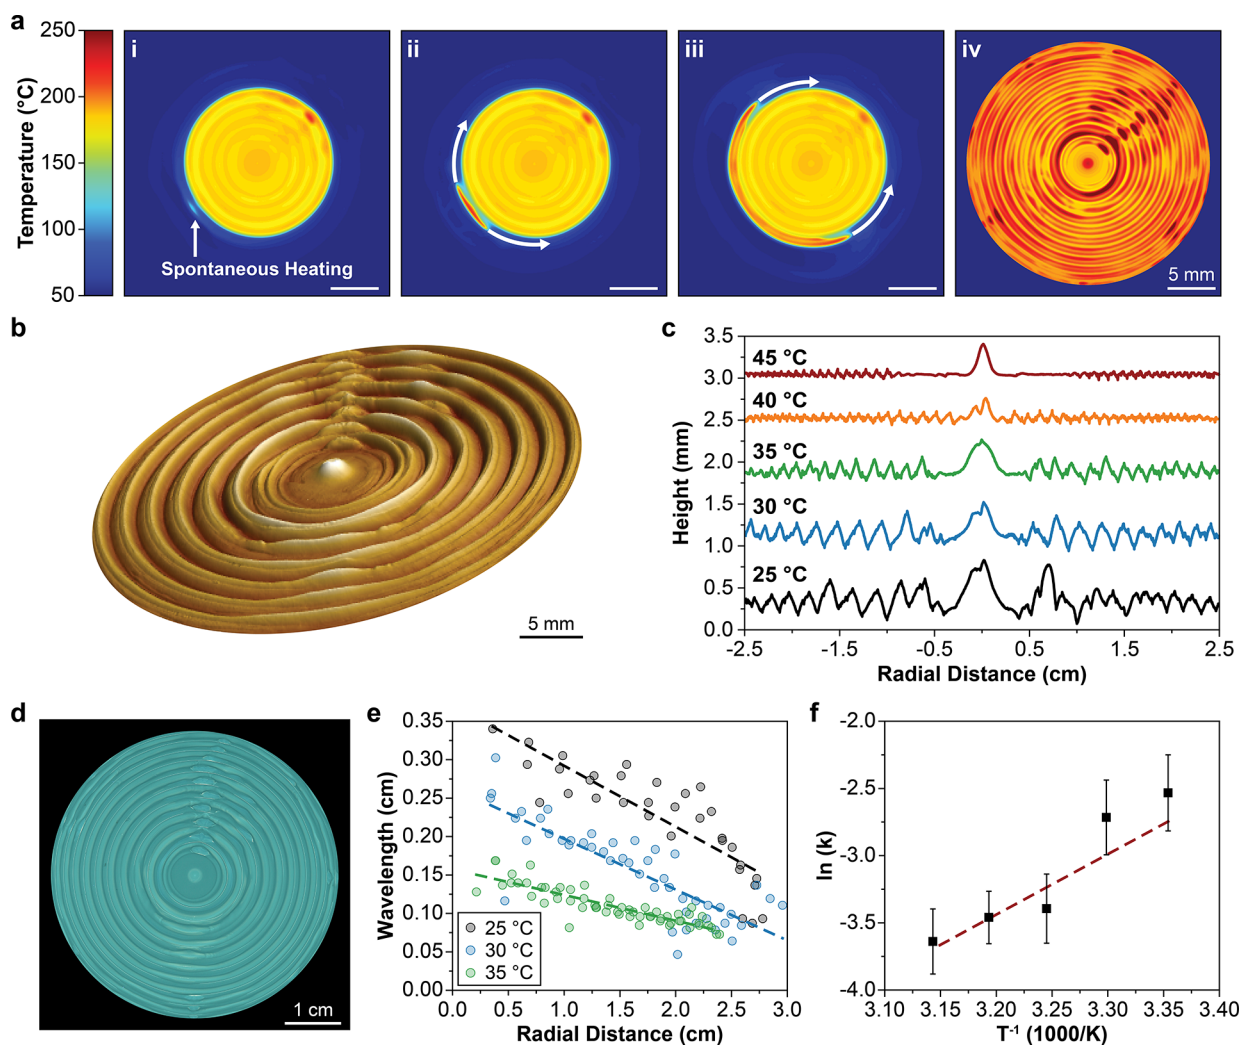 a
250
200
150
100
50
Temperature (°C)
i
Spontaneous Heating
ii
iii
iv
5 mm
b
5 mm
c
3.5
3.0
2.5
2.0
1.5
1.0
0.5
0.0
Height (mm)
45 °C
40 °C
35 °C
30 °C
25 °C
-2.5
-1.5
-0.5
0.5
1.5
2.5
Radial Distance (cm)
d
1 cm
e
0.35
0.30
0.25
0.20
0.15
0.10
0.05
0.00
Wavelength (cm)
25 °C
30 °C
35 °C
0.0
0.5
1.0
1.5
2.0
2.5
3.0
Radial Distance (cm)
f
-2.0
-2.5
-3.0
-3.5
-4.0
ln (k)
3.10
3.15
3.20
3.25
3.30
3.35
3.40
T⁻¹ (1000/K)